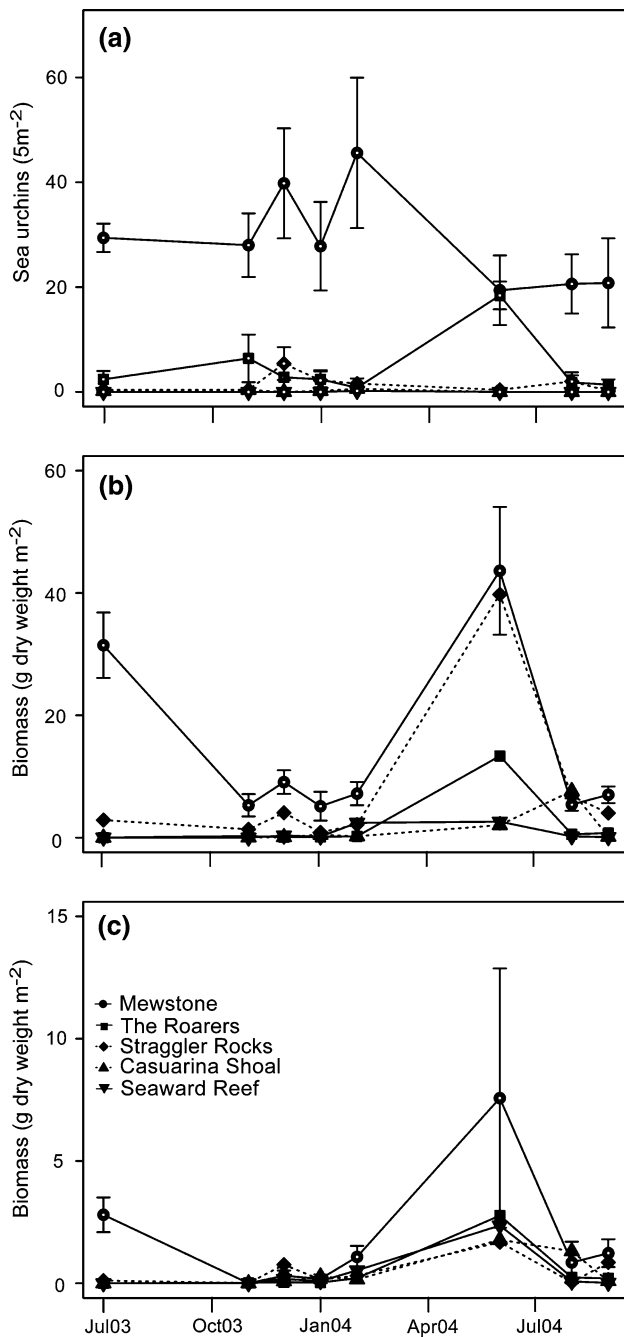 (a)
Sea urchins (5m-2)
60
40
20
0
(b)
Biomass (g dry weight m-2)
60
40
20
0
(c)
Biomass (g dry weight m-2)
15
10
5
0
Mewstone
The Roarers
Straggler Rocks
Casuarina Shoal
Seaward Reef
Jul03 Oct03 Jan04 Apr04 Jul04